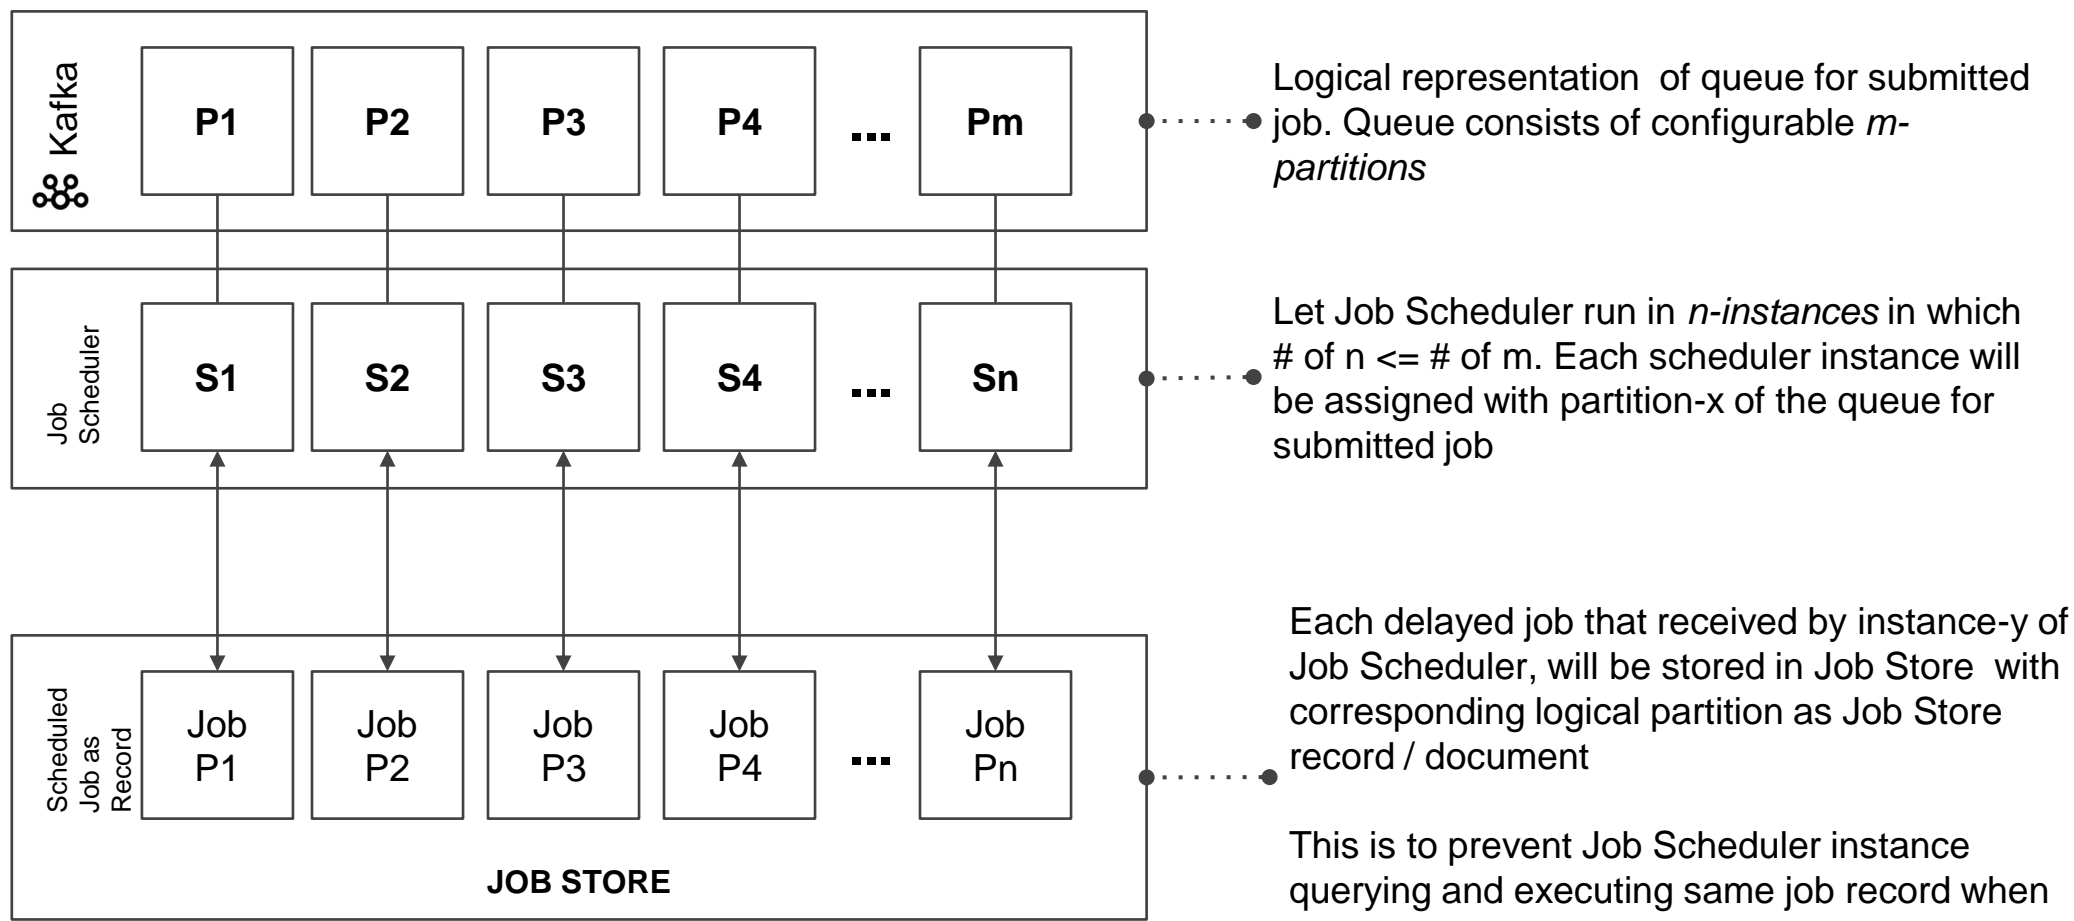 Kafka
P1
P2
P3
P4
...
Pm
Logical representation of queue for submitted
job. Queue consists of configurable m-
partitions
Job
Scheduler
S1
S2
S3
S4
...
Sn
Let Job Scheduler run in n-instances in which
# of n <= # of m. Each scheduler instance will
be assigned with partition-x of the queue for
submitted job
Scheduled
Job as
Record
Job
P1
Job
P2
Job
P3
Job
P4
...
Job
Pn
JOB STORE
Each delayed job that received by instance-y of
Job Scheduler, will be stored in Job Store with
corresponding logical partition as Job Store
record / document
This is to prevent Job Scheduler instance
querying and executing same job record when